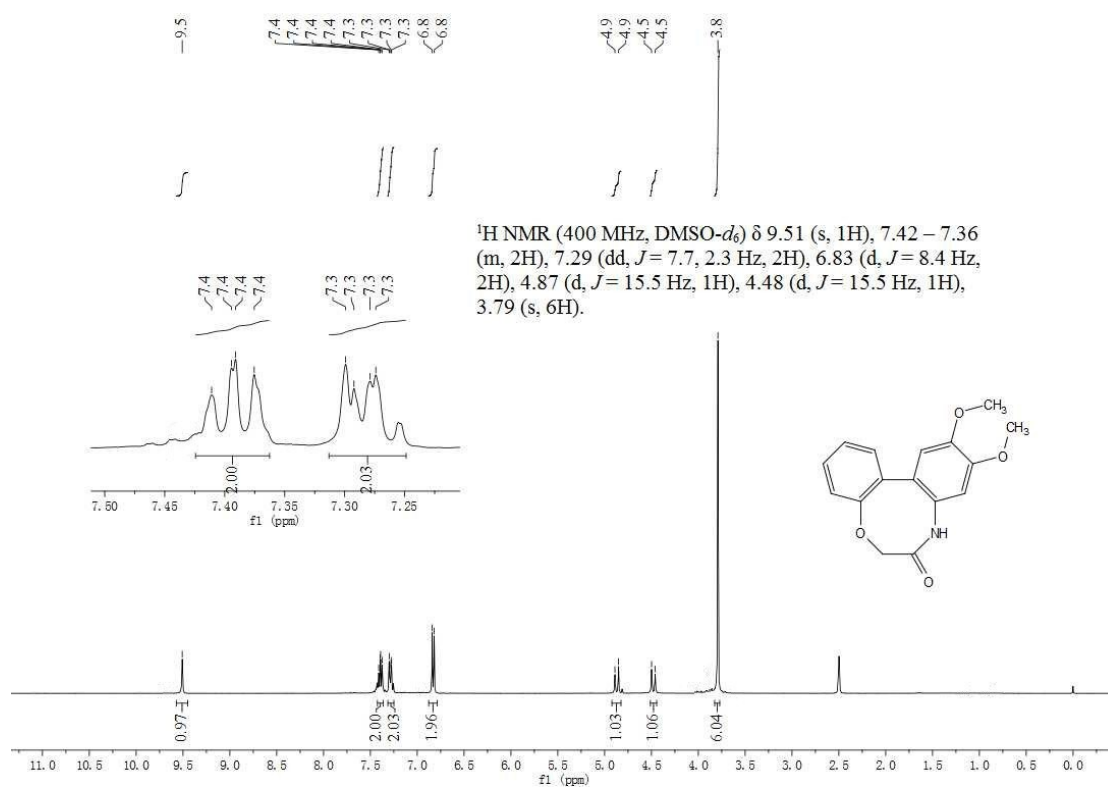 9.5
7.4
7.4
7.4
7.4
7.3
7.3
7.3
6.8
6.8
4.9
4.9
4.5
4.5
3.8
¹H NMR (400 MHz, DMSO-d₆) δ 9.51 (s, 1H), 7.42 – 7.36
(m, 2H), 7.29 (dd, J = 7.7, 2.3 Hz, 2H), 6.83 (d, J = 8.4 Hz,
2H), 4.87 (d, J = 15.5 Hz, 1H), 4.48 (d, J = 15.5 Hz, 1H),
3.79 (s, 6H).
7.4
7.4
7.4
7.4
7.3
7.3
7.3
7.3
2.00
2.03
7.50 7.45 7.40 7.35 7.30 7.25
f1 (ppm)
CH₃
O
CH₃
O
O
NH
O
0.97
2.00
2.03
1.96
1.03
1.06
6.04
11.0 10.5 10.0 9.5 9.0 8.5 8.0 7.5 7.0 6.5 6.0 5.5 5.0 4.5 4.0 3.5 3.0 2.5 2.0 1.5 1.0 0.5 0.0
f1 (ppm)